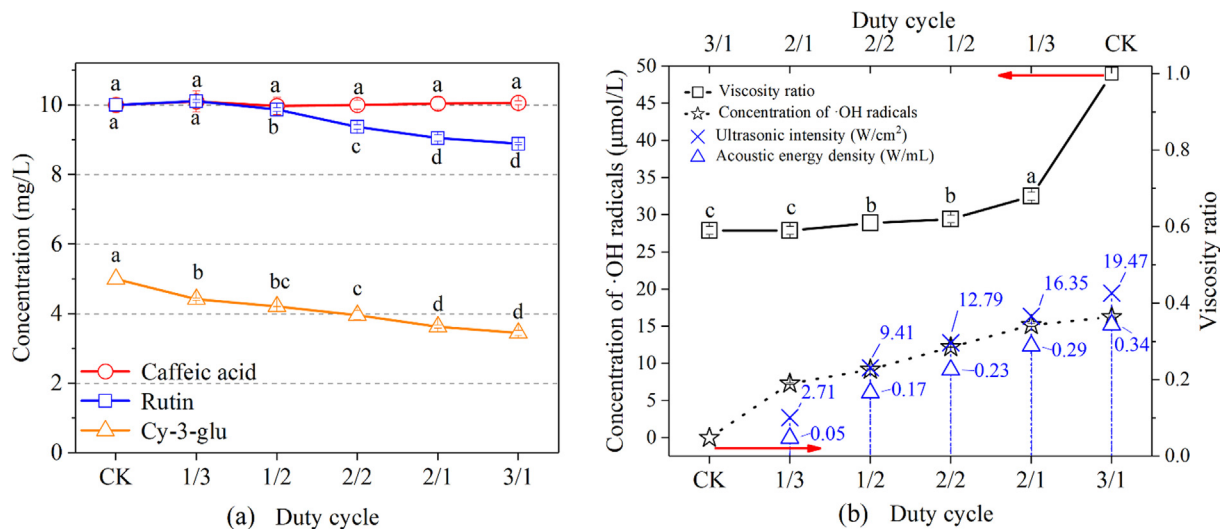 a a a a a a
a a b c d d
a b bc c d d
Concentration (mg/L)
10
8
6
4
2
0
Caffeic acid
Rutin
Cy-3-glu
CK 1/3 1/2 2/2 2/1 3/1
(a) Duty cycle
Duty cycle
3/1 2/1 2/2 1/2 1/3 CK
Concentration of ·OH radicals (μmol/L)
50
45
40
35
30
25
20
15
10
5
0
Viscosity ratio
Concentration of ·OH radicals
Ultrasonic intensity (W/cm²)
Acoustic energy density (W/mL)
c c b b a
2.71 9.41 12.79 16.35 19.47
0.05 0.17 0.23 0.29 0.34
1.0
0.8
0.6
0.4
0.2
0.0
Viscosity ratio
CK 1/3 1/2 2/2 2/1 3/1
(b) Duty cycle